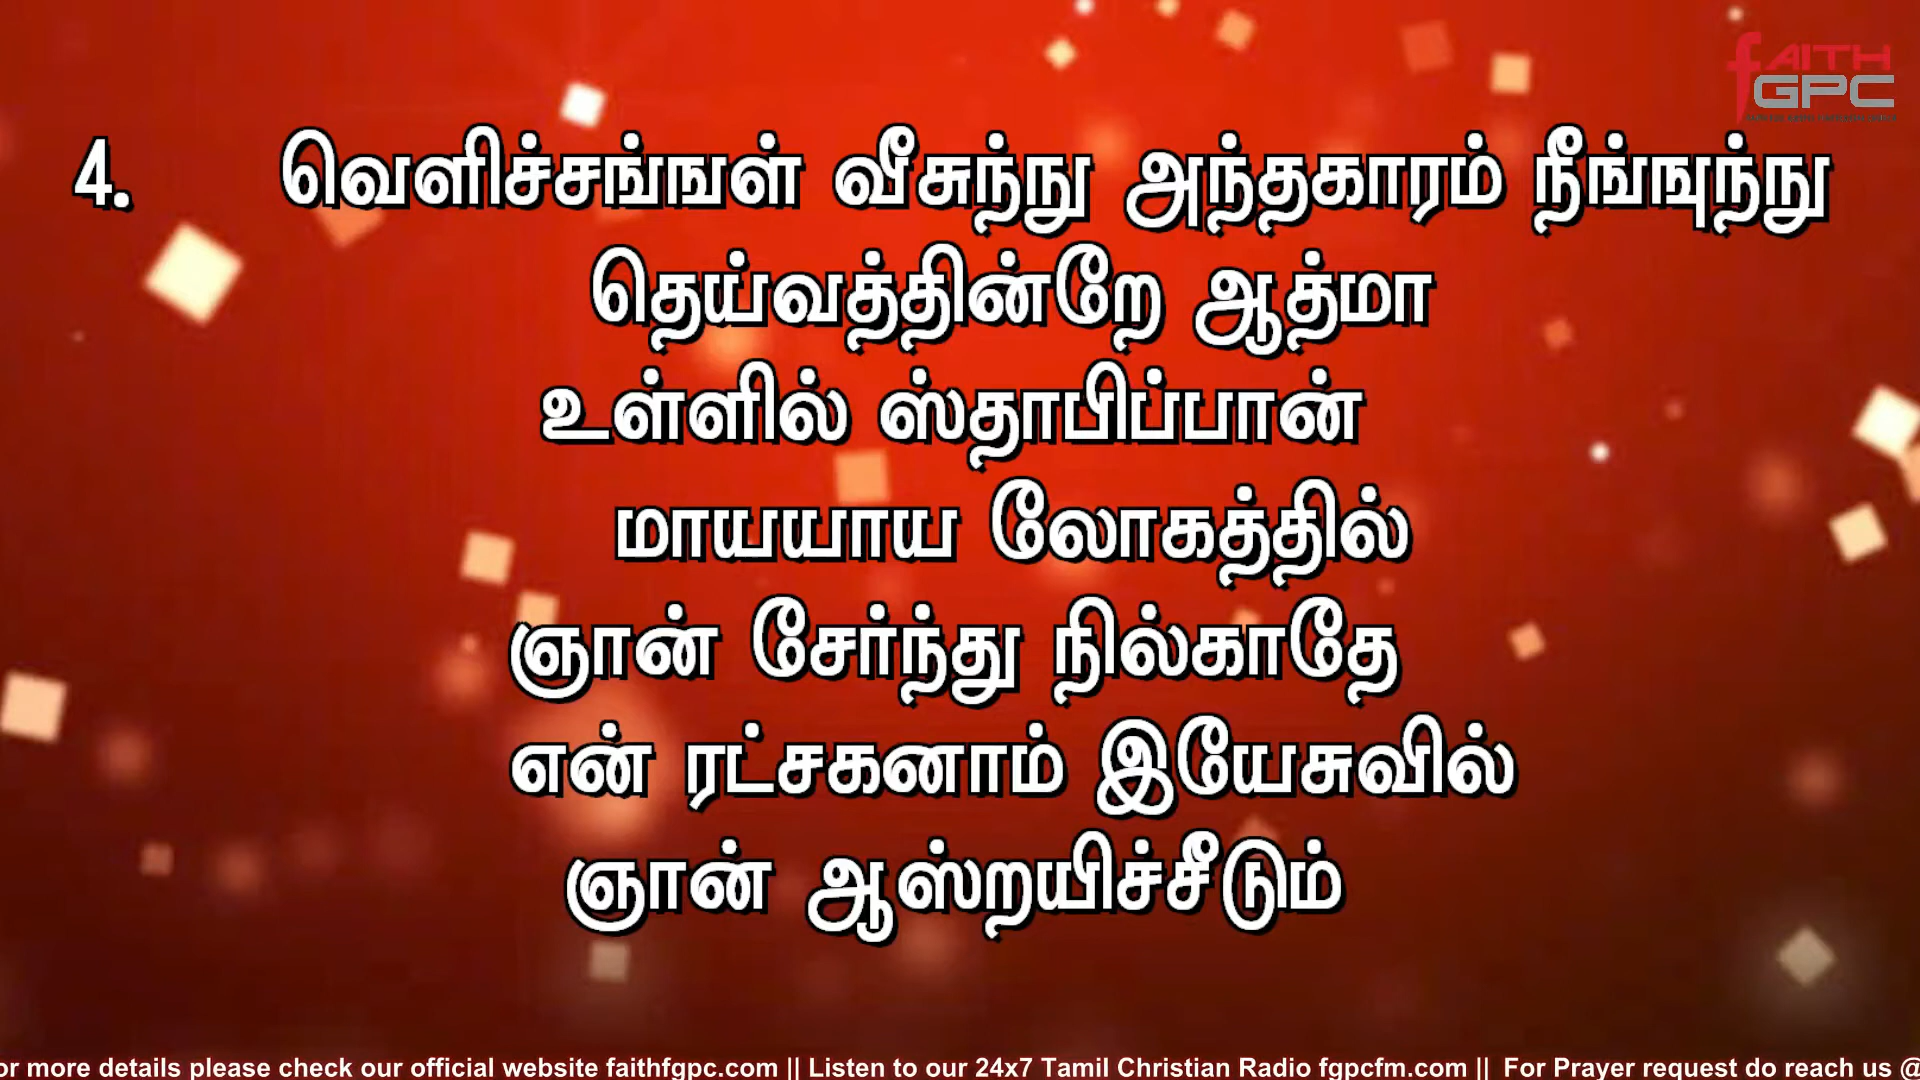 fAITH
GPC
4. வெளிச்சங்ஙள் வீசுந்நு அந்தகாரம் நீங்ஙுந்நு
தெய்வத்தின்றே ஆத்மா
உள்ளில் ஸ்தாபிப்பான்
மாயயாய லோகத்தில்
ஞான் சேர்ந்து நில்காதே
என் ரட்சகனாம் இயேசுவில்
ஞான் ஆஸ்றயிச்சீடும்
or more details please check our official website faithfgpc.com || Listen to our 24x7 Tamil Christian Radio fgpcfm.com || For Prayer request do reach us @